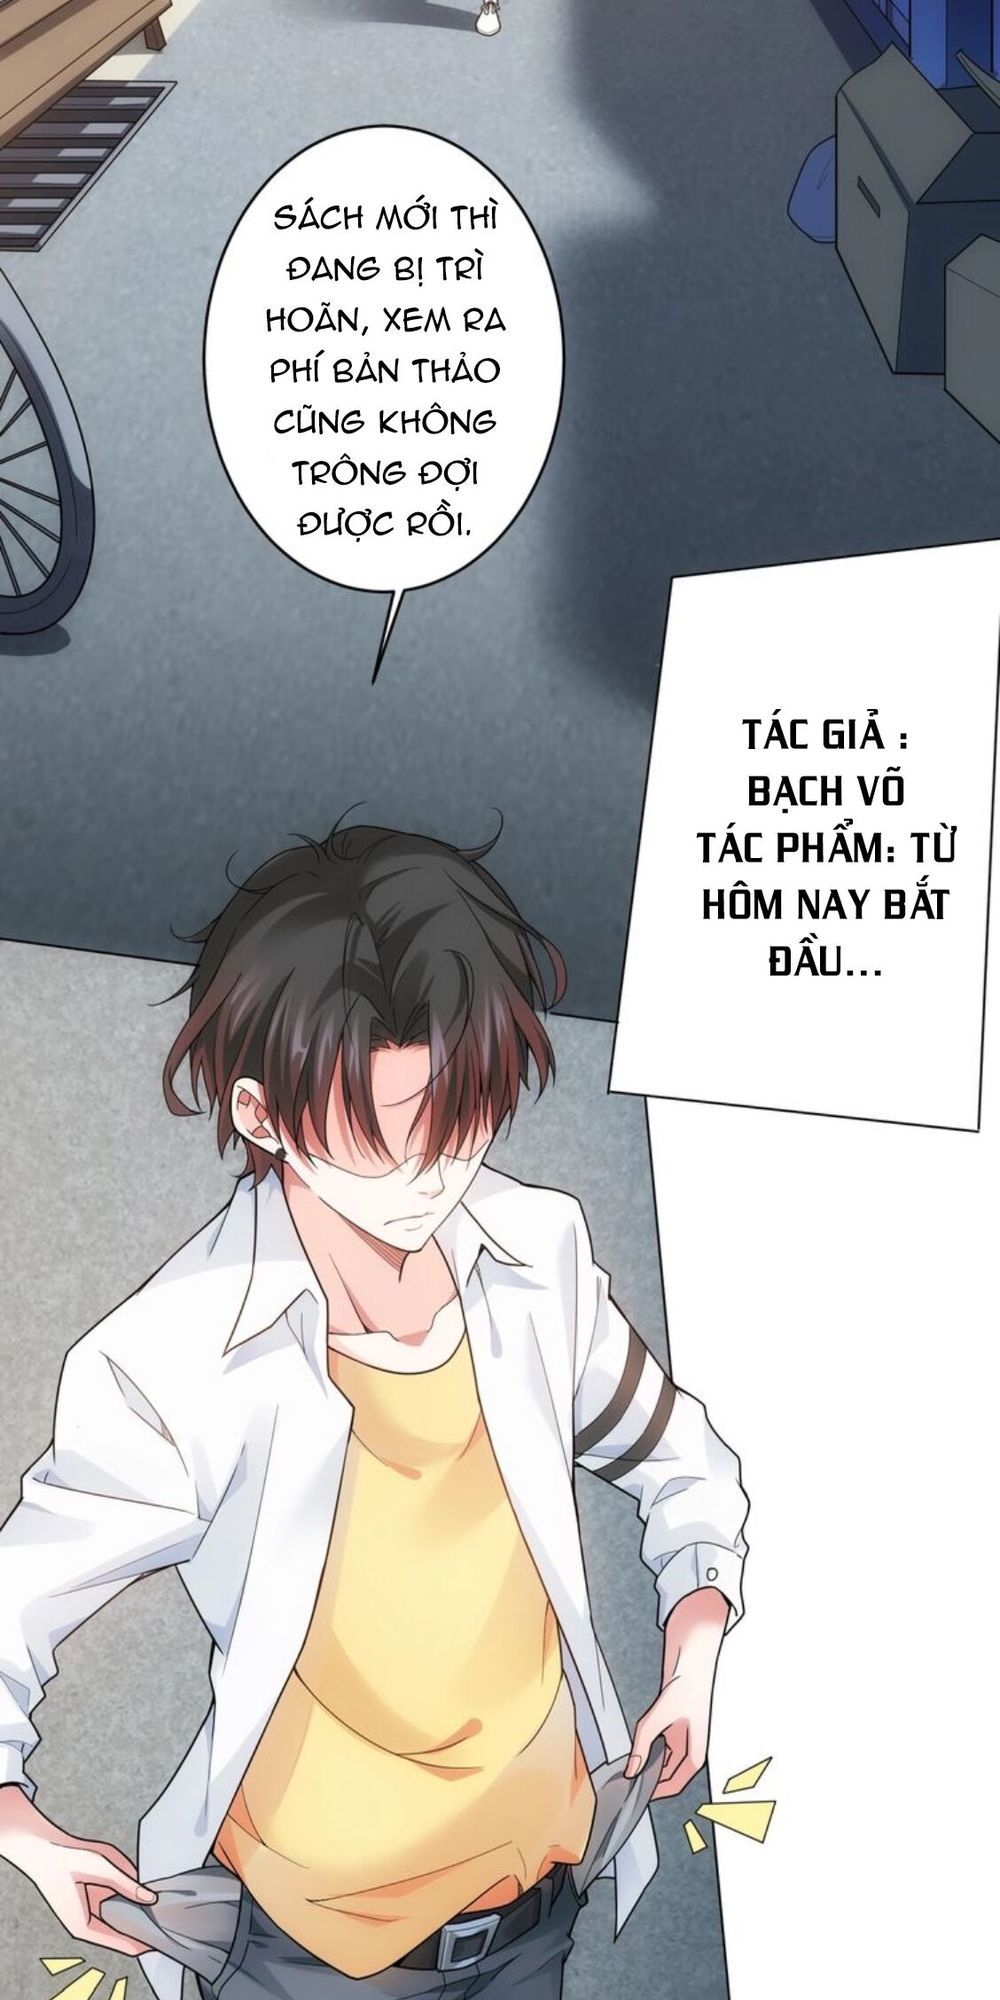 SÁCH MỚI THÌ
ĐANG BỊ TRÌ
HOÃN, XEM RA
PHÍ BẢN THẢO
CŨNG KHÔNG
TRÔNG ĐỢI
ĐƯỢC RỒI.
TÁC GIẢ :
BẠCH VÕ
TÁC PHẨM: TỪ
HÔM NAY BẮT
ĐẦU...